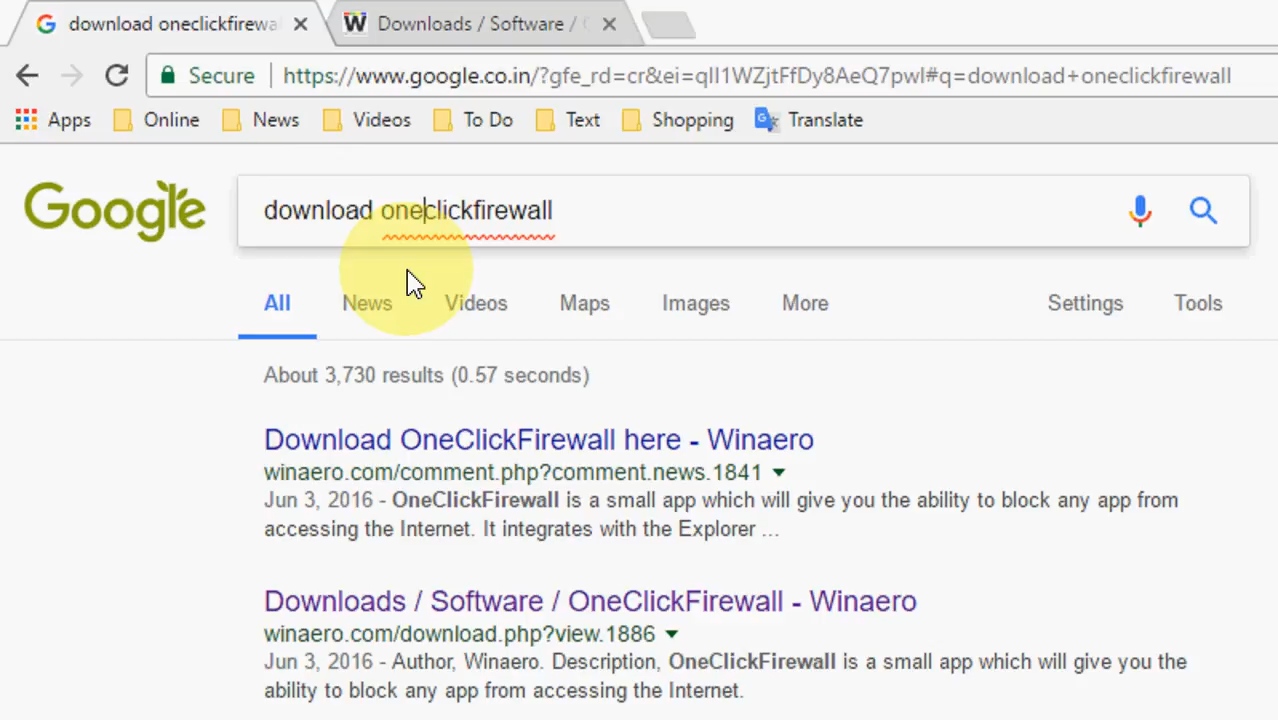 download oneclickfirewa
Downloads / Software /
Secure
https://www.google.co.in/?gfe_rd=cr&ei=qlI1WZjtFfDy8AeQ7pwI#q=download+oneclickfirewall
Apps
Online
News
Videos
To Do
Text
Shopping
Translate
Google
download oneclickfirewall
All
News
Videos
Maps
Images
More
Settings
Tools
About 3,730 results (0.57 seconds)
Download OneClickFirewall here - Winaero
winaero.com/comment.php?comment.news.1841
Jun 3, 2016 - OneClickFirewall is a small app which will give you the ability to block any app from
accessing the Internet. It integrates with the Explorer ...
Downloads / Software / OneClickFirewall - Winaero
winaero.com/download.php?view.1886
Jun 3, 2016 - Author, Winaero. Description, OneClickFirewall is a small app which will give you the
ability to block any app from accessing the Internet.